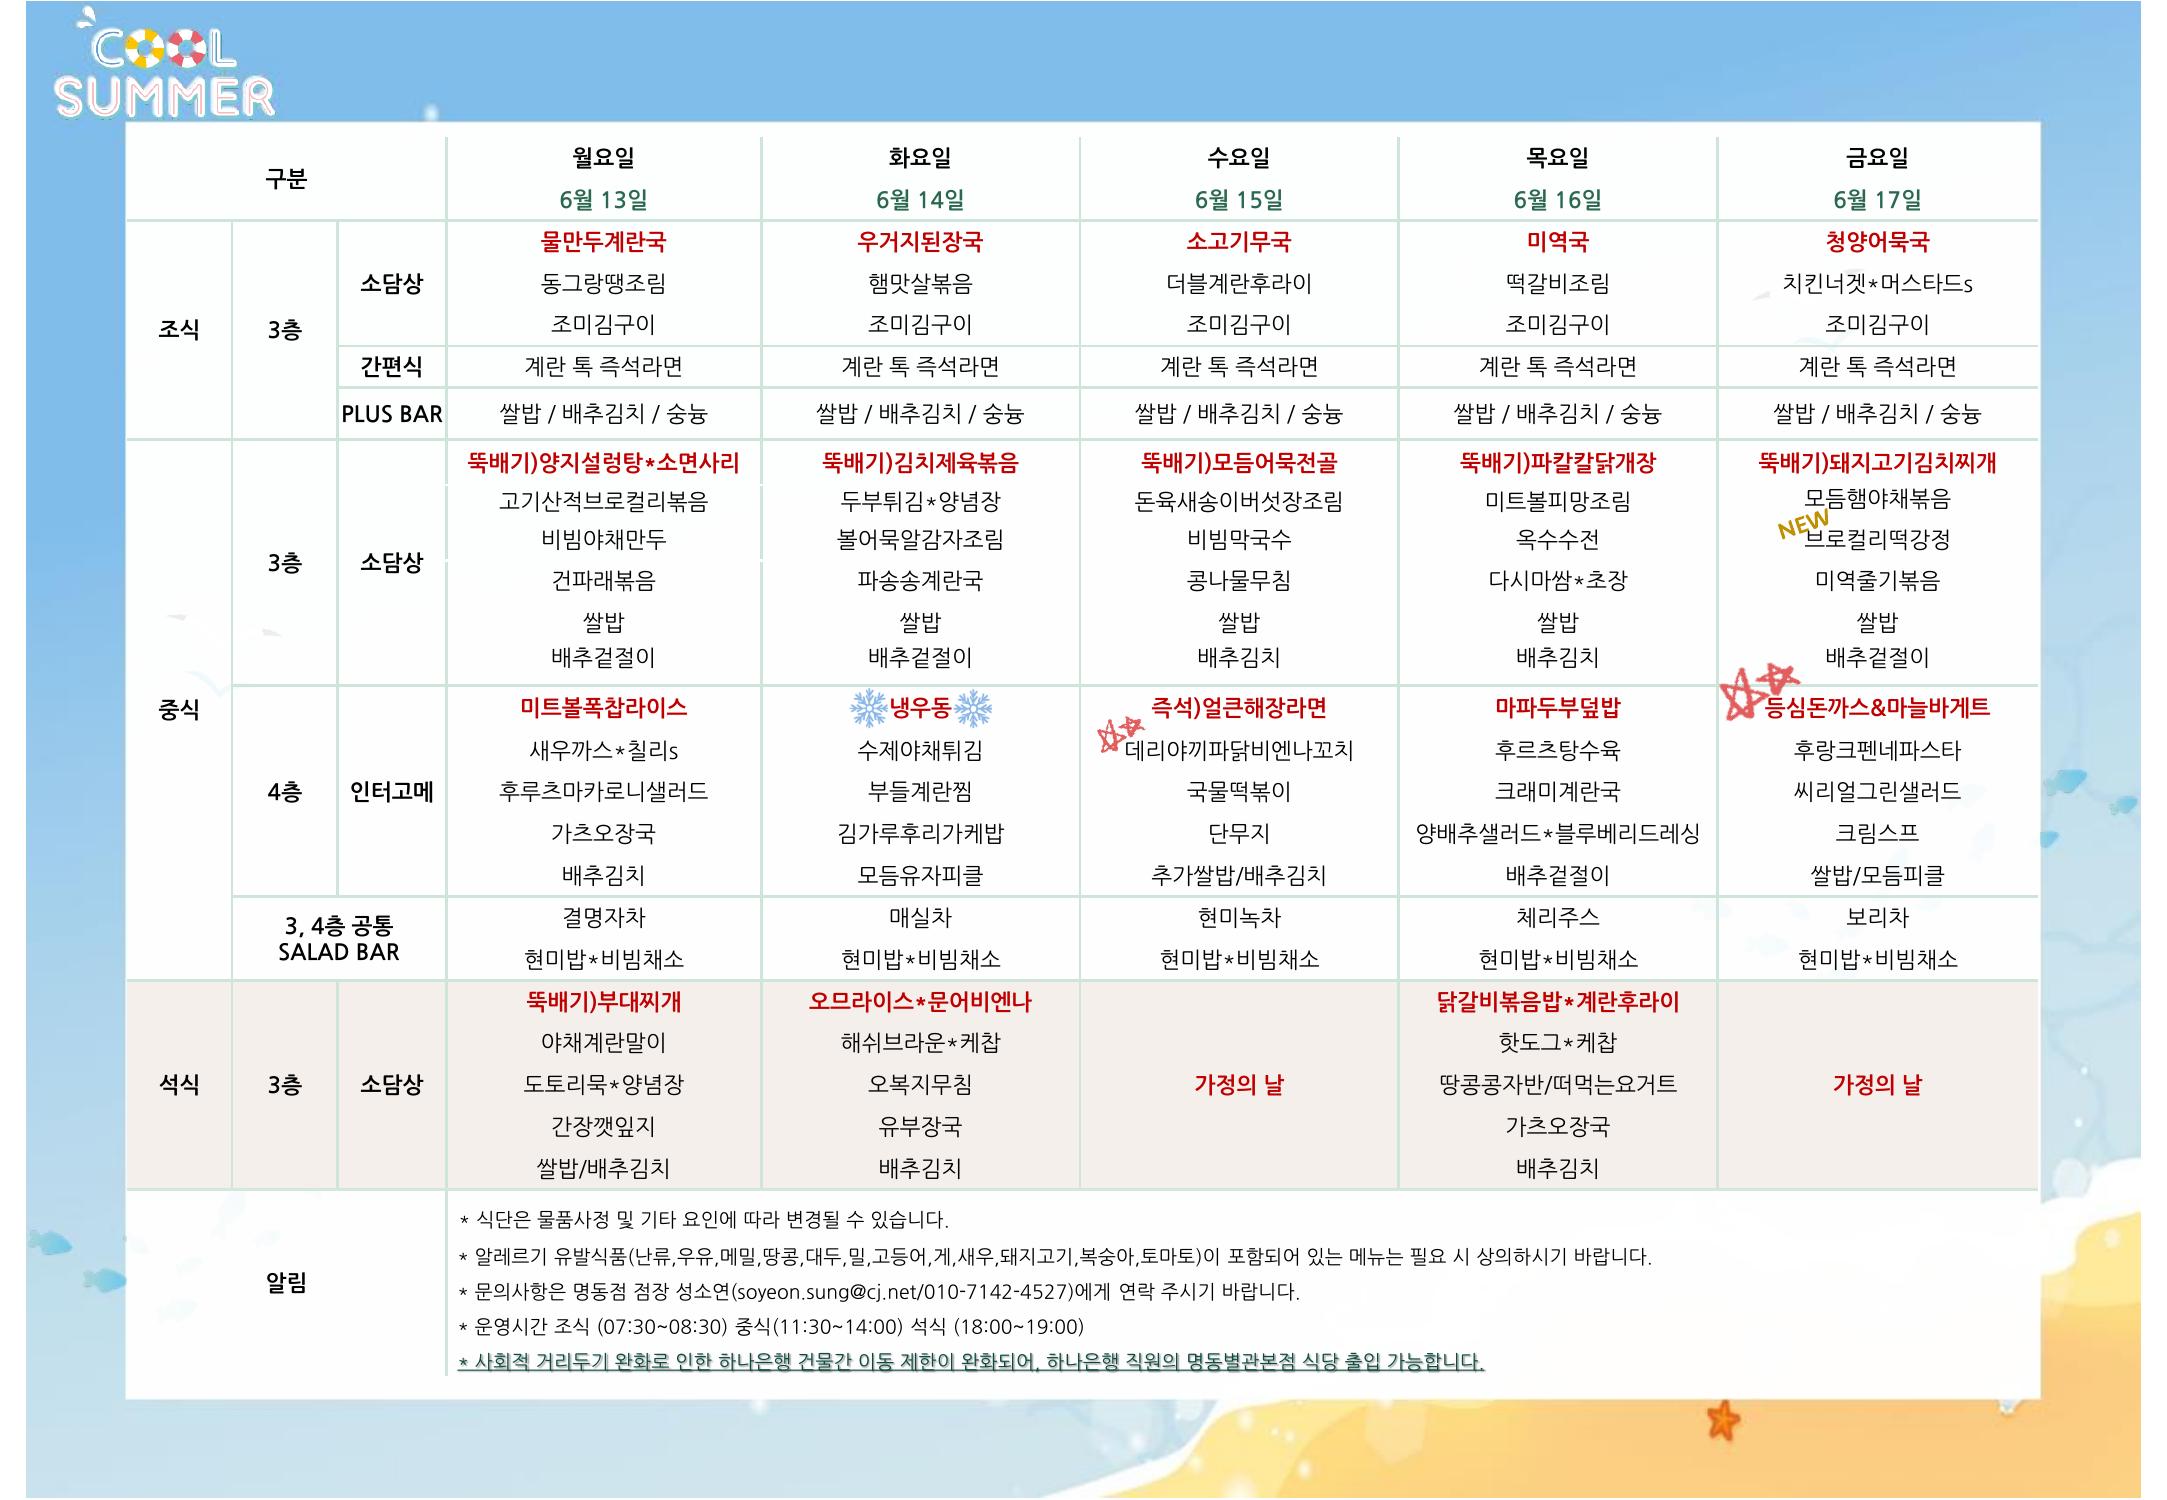 COOL
SUMMER
구분 월요일 화요일 수요일 목요일 금요일
6월 13일 6월 14일 6월 15일 6월 16일 6월 17일
조식 3층 소담상 물만두계란국 우거지된장국 소고기무국 미역국 청양어묵국
동그랑땡조림 햄맛살볶음 더블계란후라이 떡갈비조림 치킨너겟*머스타드s
조미김구이 조미김구이 조미김구이 조미김구이 조미김구이
간편식 계란 톡 즉석라면 계란 톡 즉석라면 계란 톡 즉석라면 계란 톡 즉석라면 계란 톡 즉석라면
PLUS BAR 쌀밥 / 배추김치 / 숭늉 쌀밥 / 배추김치 / 숭늉 쌀밥 / 배추김치 / 숭늉 쌀밥 / 배추김치 / 숭늉 쌀밥 / 배추김치 / 숭늉
중식 3층 소담상 뚝배기)양지설렁탕*소면사리 뚝배기)김치제육볶음 뚝배기)모듬어묵전골 뚝배기)파칼칼닭개장 뚝배기)돼지고기김치찌개
고기산적브로컬리볶음 두부튀김*양념장 돈육새송이버섯장조림 미트볼피망조림 모듬햄야채볶음
비빔야채만두 볼어묵알감자조림 비빔막국수 옥수수전 NEW 브로컬리떡강정
건파래볶음 파송송계란국 콩나물무침 다시마쌈*초장 미역줄기볶음
쌀밥 쌀밥 쌀밥 쌀밥 쌀밥
배추겉절이 배추겉절이 배추김치 배추김치 배추겉절이
4층 인터고메 미트볼폭찹라이스 냉우동 즉석)얼큰해장라면 마파두부덮밥 등심돈까스&마늘바게트
새우까스*칠리s 수제야채튀김 데리야끼파닭비엔나꼬치 후르츠탕수육 후랑크펜네파스타
후루츠마카로니샐러드 부들계란찜 국물떡볶이 크래미계란국 씨리얼그린샐러드
가츠오장국 김가루후리가케밥 단무지 양배추샐러드*블루베리드레싱 크림스프
배추김치 모듬유자피클 추가쌀밥/배추김치 배추겉절이 쌀밥/모듬피클
3, 4층 공통
SALAD BAR
결명자차 매실차 현미녹차 체리주스 보리차
현미밥*비빔채소 현미밥*비빔채소 현미밥*비빔채소 현미밥*비빔채소 현미밥*비빔채소
석식 3층 소담상 뚝배기)부대찌개 오므라이스*문어비엔나 가정의 날 닭갈비볶음밥*계란후라이 가정의 날
야채계란말이 해쉬브라운*케찹 핫도그*케찹
도토리묵*양념장 오복지무침 땅콩콩자반/떠먹는요거트
간장깻잎지 유부장국 가츠오장국
쌀밥/배추김치 배추김치 배추김치
알림
* 식단은 물품사정 및 기타 요인에 따라 변경될 수 있습니다.
* 알레르기 유발식품(난류,우유,메밀,땅콩,대두,밀,고등어,게,새우,돼지고기,복숭아,토마토)이 포함되어 있는 메뉴는 필요 시 상의하시기 바랍니다.
* 문의사항은 명동점 점장 성소연(soyeon.sung@cj.net/010-7142-4527)에게 연락 주시기 바랍니다.
* 운영시간 조식 (07:30~08:30) 중식(11:30~14:00) 석식 (18:00~19:00)
* 사회적 거리두기 완화로 인한 하나은행 건물간 이동 제한이 완화되어, 하나은행 직원의 명동별관본점 식당 출입 가능합니다.